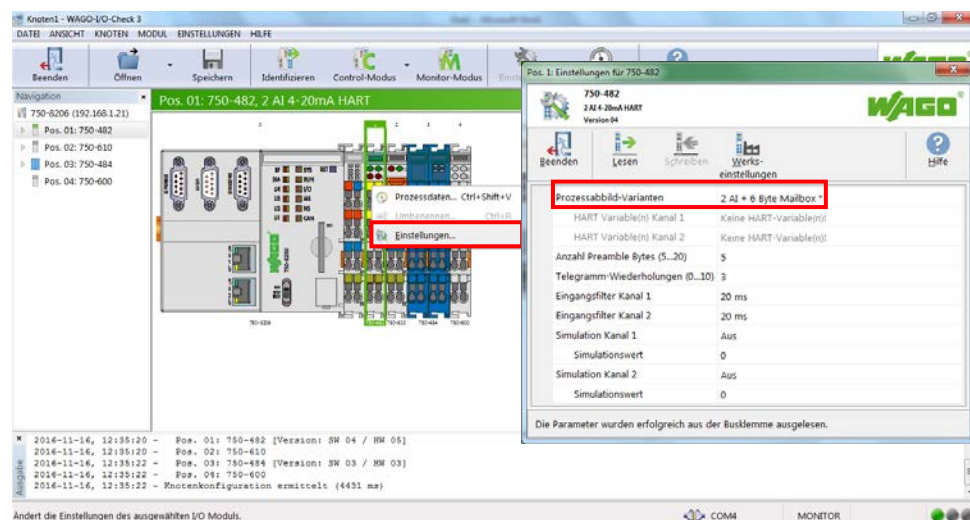 Knoten1 - WAGO-I/O-Check 3
DATEI ANSICHT KNOTEN MODUL EINSTELLUNGEN HILFE
Beenden Öffnen Speichern Identifizieren Control-Modus Monitor-Modus
Navigation
750-8206 (192.168.1.21)
Pos. 01: 750-482
Pos. 02: 750-610
Pos. 03: 750-484
Pos. 04: 750-600
Pos. 01: 750-482, 2 AI 4-20mA HART
Prozessdaten... Ctrl+Shift+V
Umbenennen... Ctrl+R
Einstellungen...
WAGO
750-8206
Pos. 1: Einstellungen für 750-482
750-482
2 AI 4-20mA HART
Version 04
WAGO
Beenden Lesen Schreiben Werks-
einstellungen Hilfe
Prozessabbild-Varianten 2 AI + 6 Byte Mailbox *
HART Variable(n) Kanal 1 Keine HART-Variable(n)!
HART Variable(n) Kanal 2 Keine HART-Variable(n)!
Anzahl Preamble Bytes (5...20) 5
Telegramm-Wiederholungen (0...10) 3
Eingangsfilter Kanal 1 20 ms
Eingangsfilter Kanal 2 20 ms
Simulation Kanal 1 Aus
Simulationswert 0
Simulation Kanal 2 Aus
Simulationswert 0
Die Parameter wurden erfolgreich aus der Busklemme ausgelesen.
Ausgabe
2016-11-16, 12:35:20 - Pos. 01: 750-482 [Version: SW 04 / HW 05]
2016-11-16, 12:35:20 - Pos. 02: 750-610
2016-11-16, 12:35:22 - Pos. 03: 750-484 [Version: SW 03 / HW 03]
2016-11-16, 12:35:22 - Pos. 04: 750-600
2016-11-16, 12:35:22 - Knotenkonfiguration ermittelt (4431 ms)
Ändert die Einstellungen des ausgewählten I/O Moduls. COM4 MONITOR